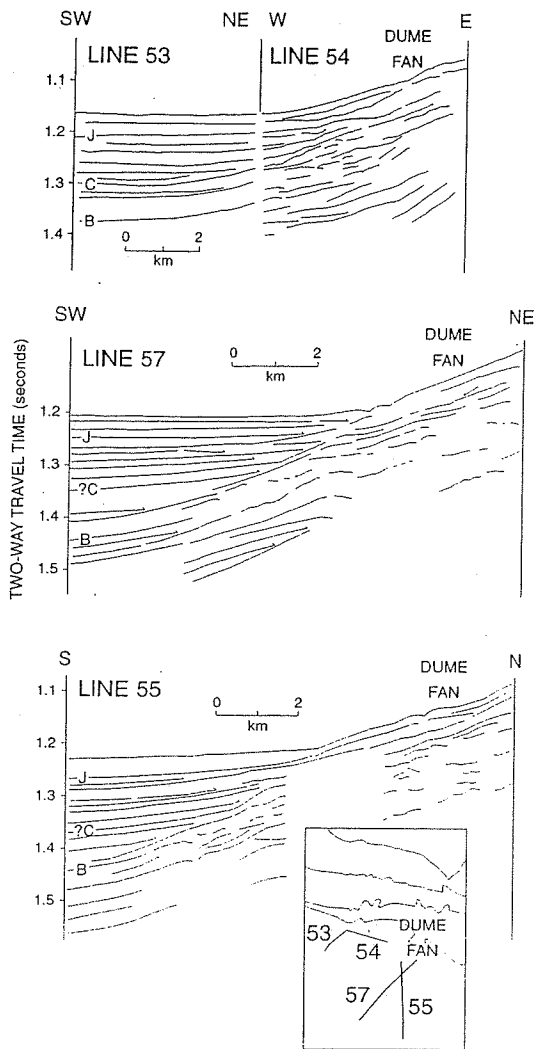 SW NE W E
LINE 53 LINE 54 DUME
FAN
1.1
1.2
J
C
1.3
B
1.4
0 2
km
SW NE
LINE 57 0 2
km
DUME
FAN
TWO-WAY TRAVEL TIME (seconds)
1.2
J
1.3
?C
1.4
B
1.5
S N
LINE 55 0 2
km
DUME
FAN
1.1
1.2
J
1.3
?C
1.4
B
1.5
DUME
FAN
53
54
57
55